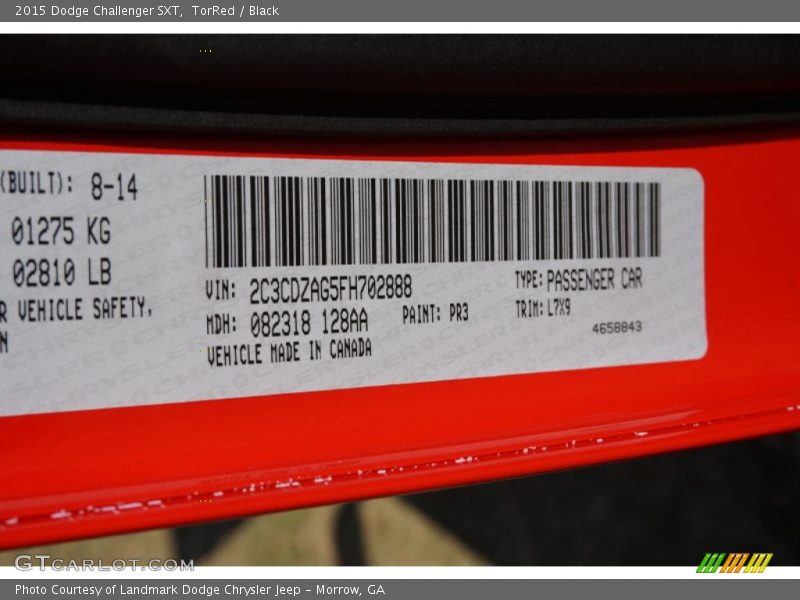 2015 Dodge Challenger SXT, TorRed / Black
(BUILT): 8-14
01275 KG
02810 LB
R VEHICLE SAFETY,
N
VIN: 2C3CDZAG5FH702888
TYPE: PASSENGER CAR
MDH: 082318 128AA
PAINT: PR3
TRIM: L7X9
VEHICLE MADE IN CANADA
4658843
GTCARLOT.COM
Photo Courtesy of Landmark Dodge Chrysler Jeep - Morrow, GA